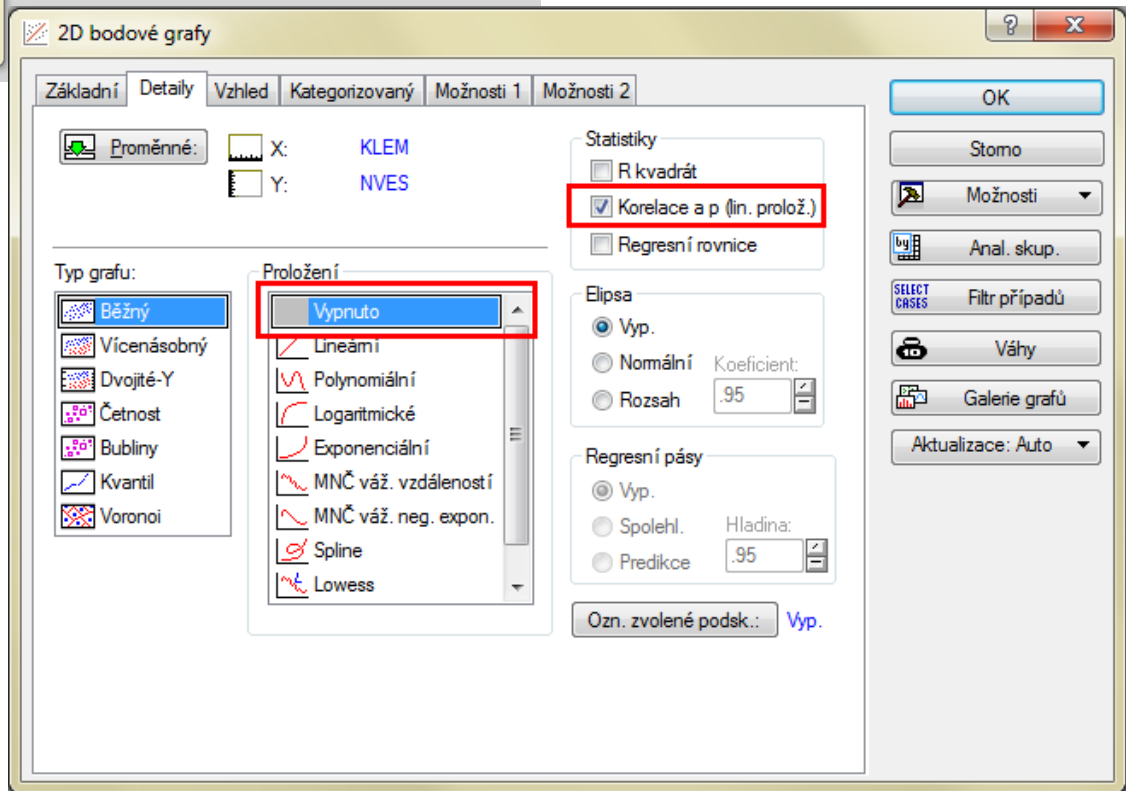 2D bodové grafy
?
Základní Detaily Vzhled Kategorizovaný Možnosti 1 Možnosti 2
Proměnné:
X: KLEM
Y: NVES
Typ grafu:
Běžný
Vícenásobný
Dvojité-Y
Četnost
Bubliny
Kvantil
Voronoi
Proložení
Vypnuto
Lineární
Polynomiální
Logaritmické
Exponenciální
MNČ váž. vzdáleností
MNČ váž. neg. expon.
Spline
Lowess
Statistiky
R kvadrát
Korelace a p (lin. prolož.)
Regresní rovnice
Elipsa
Vyp.
Normální Koeficient:
Rozsah .95
Regresní pásy
Vyp.
Spolehl. Hladina:
Predikce .95
Ozn. zvolené podsk.: Vyp.
OK
Storno
Možnosti
by Anal. skup.
SELECT CASES Filtr případů
Váhy
Galerie grafů
Aktualizace: Auto